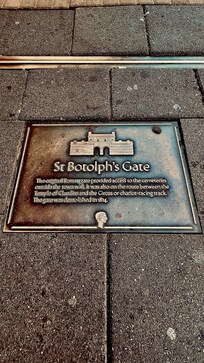 St Botolph's Gate
The original Roman gate provided access to the cemeteries
outside the town wall. It was also on the route between the
Temple of Claudius and the Circus or chariot-racing track.
The gate was demolished in 1814.